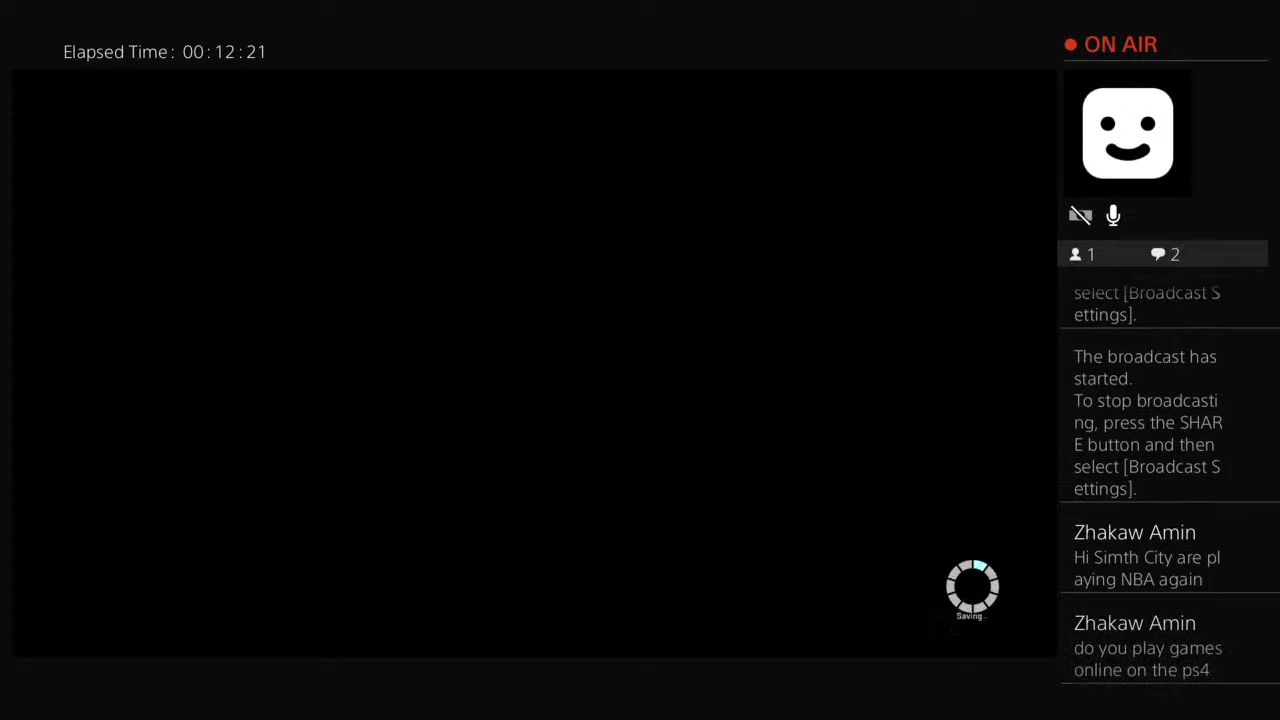 Elapsed Time: 00:12:21
ON AIR
1 2
select [Broadcast S
ettings].
The broadcast has
started.
To stop broadcasti
ng, press the SHAR
E button and then
select [Broadcast S
ettings].
Zhakaw Amin
Hi Simth City are pl
aying NBA again
Saving...
Zhakaw Amin
do you play games
online on the ps4